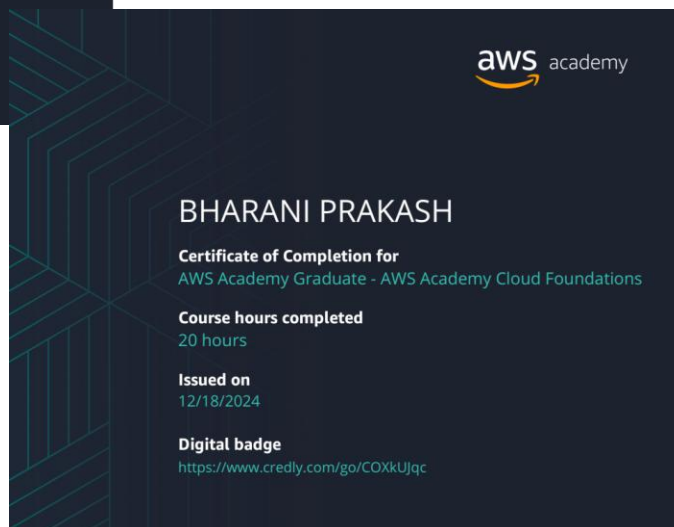 aws academy
BHARANI PRAKASH
Certificate of Completion for
AWS Academy Graduate - AWS Academy Cloud Foundations
Course hours completed
20 hours
Issued on
12/18/2024
Digital badge
https://www.credly.com/go/COXkUJqc